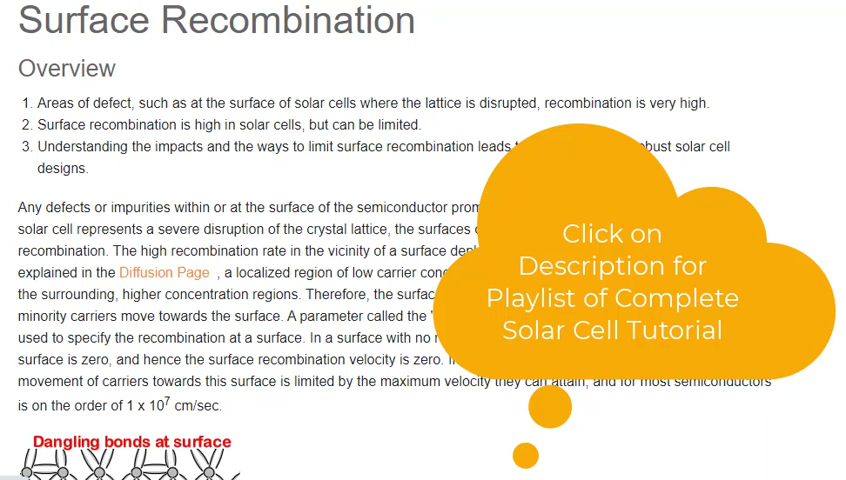 Surface Recombination
Overview
1. Areas of defect, such as at the surface of solar cells where the lattice is disrupted, recombination is very high.
2. Surface recombination is high in solar cells, but can be limited.
3. Understanding the impacts and the ways to limit surface recombination leads solar cell
designs.
Any defects or impurities within or at the surface of the semiconductor
solar cell represents a severe disruption of the crystal lattice, the surfaces
recombination. The high recombination rate in the vicinity of a surface
explained in the Diffusion Page , a localized region of low carrier
the surrounding, higher concentration regions. Therefore, the
minority carriers move towards the surface. A parameter called the
used to specify the recombination at a surface. In a surface with no
surface is zero, and hence the surface recombination velocity is zero.
movement of carriers towards this surface is limited by the maximum velocity they can attain, and for most semiconductors
is on the order of 1 x 10⁷ cm/sec.
Dangling bonds at surface
Click on
Description for
Playlist of Complete
Solar Cell Tutorial